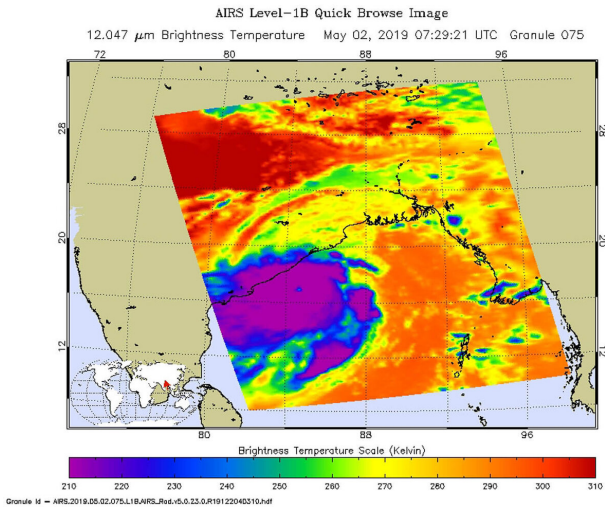 AIRS Level-1B Quick Browse Image
12.047 μm Brightness Temperature May 02, 2019 07:29:21 UTC Granule 075
72 80 88 96
28 28
20 20
12 12
80 88 96
Brightness Temperature Scale (Kelvin)
210 220 230 240 250 260 270 280 290 300 310
Granule Id — AIRS.2019.05.02.075.L1B.AIRS_Rad.v5.0.23.0.R19122040310.hdf